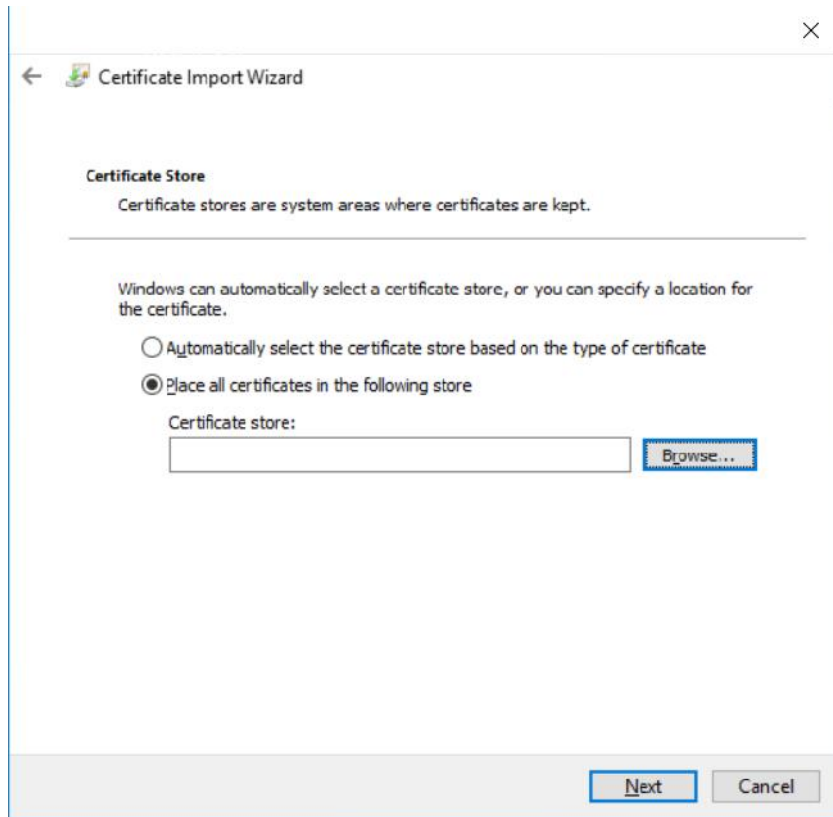 Certificate Import Wizard
Certificate Store
Certificate stores are system areas where certificates are kept.
Windows can automatically select a certificate store, or you can specify a location for
the certificate.
Automatically select the certificate store based on the type of certificate
Place all certificates in the following store
Certificate store:
Browse...
Next
Cancel